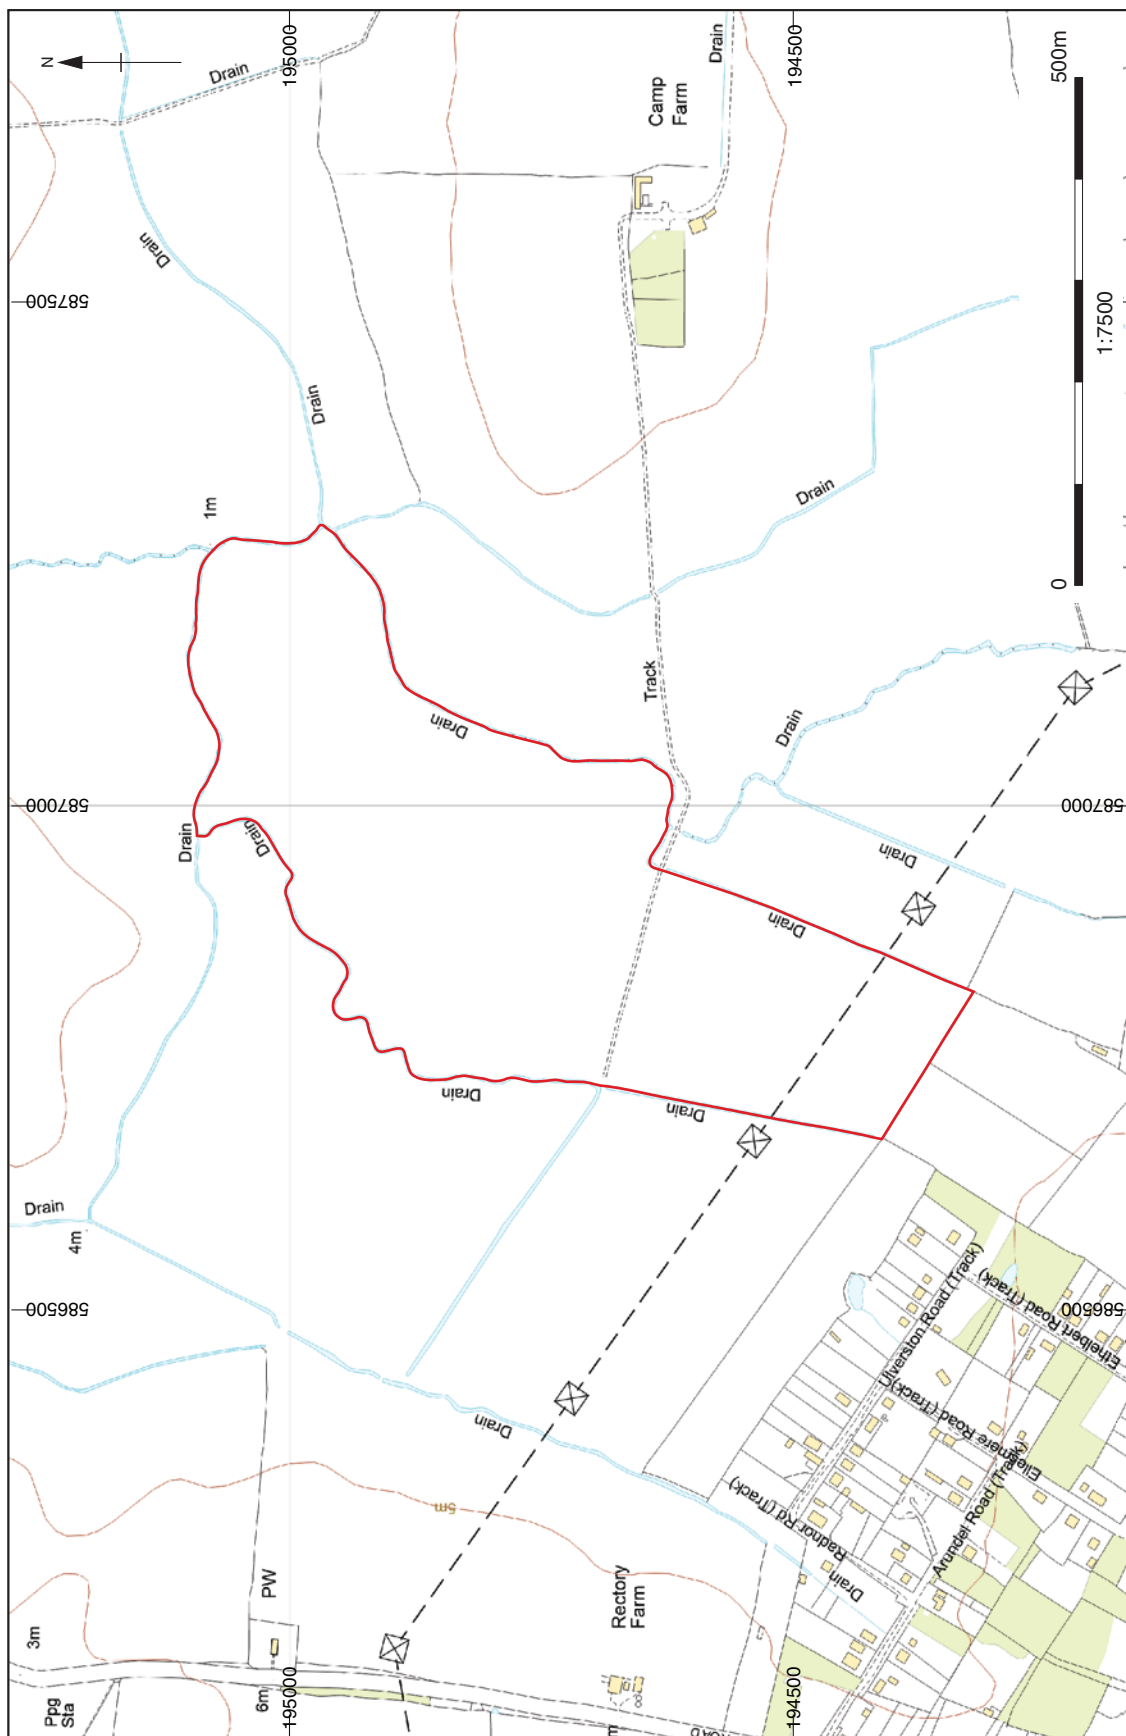 N
195000
Drain
194500
Drain
500m
Camp
Farm
Drain
587500
1:7500
Drain
1m
Drain
0
Track
Drain
Drain
587000
587000
Drain
Drain
Drain
Drain
Drain
Drain
Drain
4m
586500
586500
Ulverston Road (Track)
Ethelbert Road (Track)
Drain
Ellesmere Road (Track)
Arundel Road (Track)
5m
Radnor Rd (Track)
Drain
PW
Rectory
Farm
3m
6m
195000
194500
Ppg
Sta